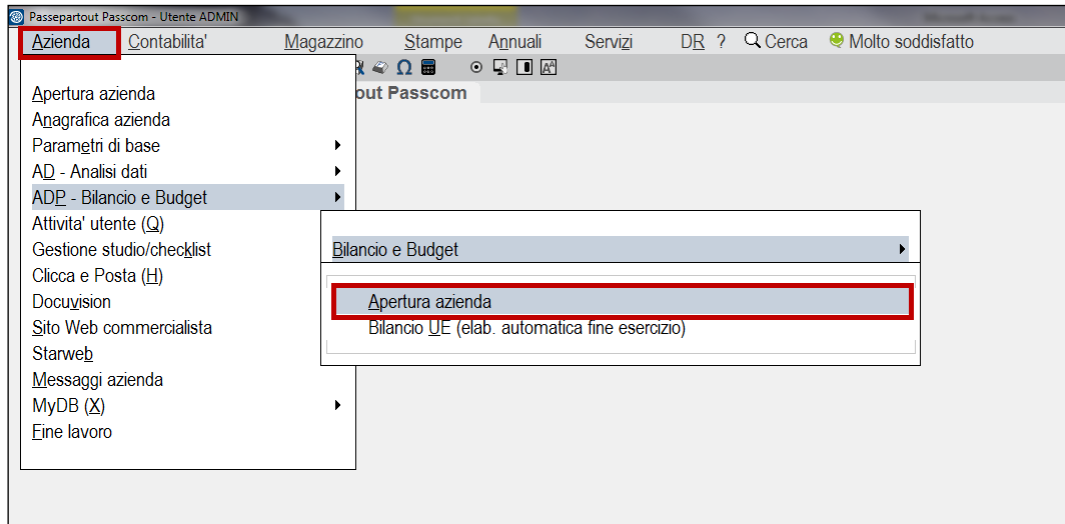 Passepartout Passcom - Utente ADMIN
Azienda Contabilita' Magazzino Stampe Annuali Servizi DR ? Cerca Molto soddisfatto
out Passcom
Apertura azienda
Anagrafica azienda
Parametri di base
AD - Analisi dati
ADP - Bilancio e Budget
Attivita' utente (Q)
Gestione studio/checklist
Clicca e Posta (H)
Docuvision
Sito Web commercialista
Starweb
Messaggi azienda
MyDB (X)
Fine lavoro
Bilancio e Budget
Apertura azienda
Bilancio UE (elab. automatica fine esercizio)